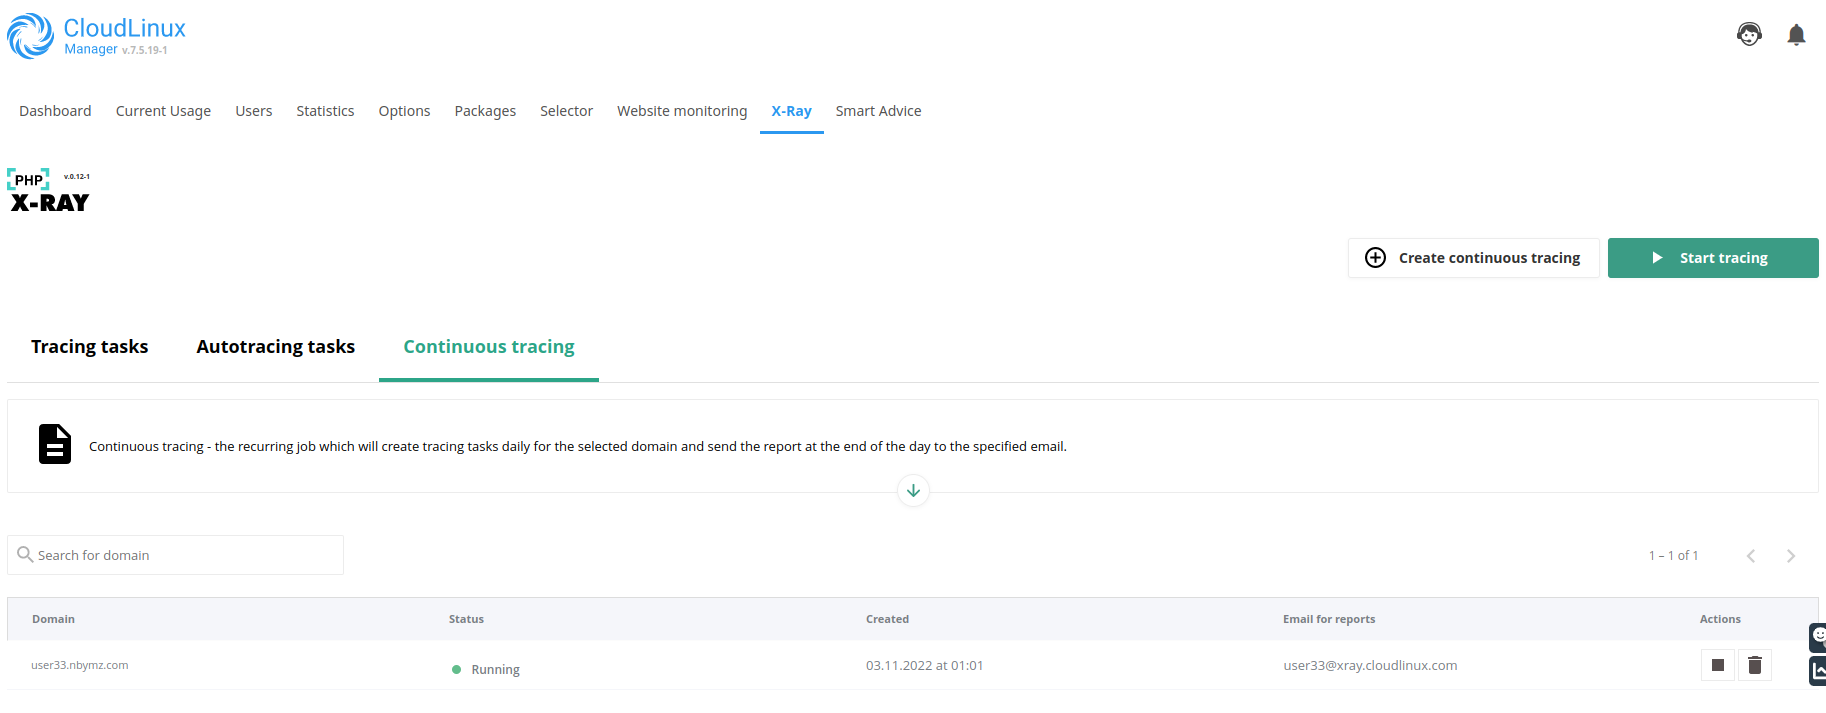 CloudLinux
Manager v.7.5.19-1
Dashboard Current Usage Users Statistics Options Packages Selector Website monitoring X-Ray Smart Advice
PHP v.0.12-1
X-RAY
Create continuous tracing Start tracing
Tracing tasks Autotracing tasks Continuous tracing
Continuous tracing - the recurring job which will create tracing tasks daily for the selected domain and send the report at the end of the day to the specified email.
Search for domain 1 – 1 of 1
Domain Status Created Email for reports Actions
user33.nbymz.com Running 03.11.2022 at 01:01 user33@xray.cloudlinux.com